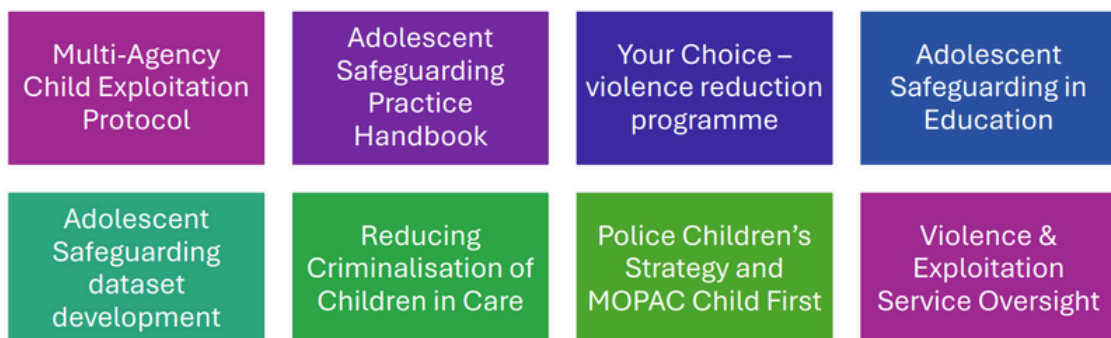 Multi-Agency
Child Exploitation
Protocol
Adolescent
Safeguarding
Practice
Handbook
Your Choice –
violence reduction
programme
Adolescent
Safeguarding in
Education
Adolescent
Safeguarding
dataset
development
Reducing
Criminalisation of
Children in Care
Police Children’s
Strategy and
MOPAC Child First
Violence &
Exploitation
Service Oversight